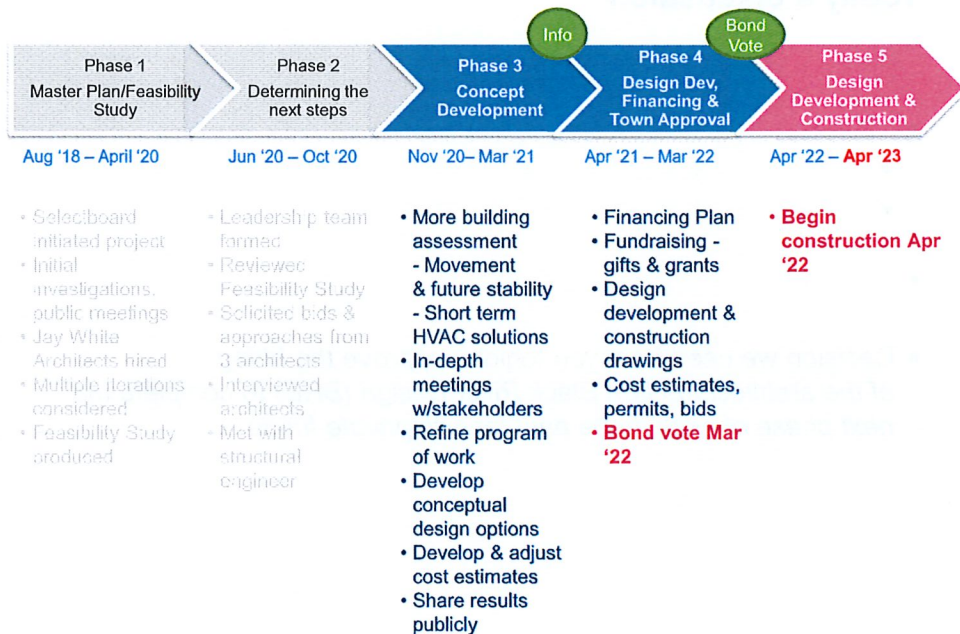 Info
Bond
Vote
Phase 1
Master Plan/Feasibility
Study
Phase 2
Determining the
next steps
Phase 3
Concept
Development
Phase 4
Design Dev,
Financing &
Town Approval
Phase 5
Design
Development &
Construction
Aug '18 – April '20
Jun '20 – Oct '20
Nov '20– Mar '21
Apr '21 – Mar '22
Apr '22 – Apr '23
• Selectboard
initiated project
• Initial
investigations,
public meetings
• Jay White
Architects hired
• Multiple iterations
considered
• Feasibility Study
produced
• Leadership team
formed
• Reviewed
Feasibility Study
• Solicited bids &
approaches from
3 architects
• Interviewed
architects
• Met with
structural
engineer
• More building
assessment
- Movement
& future stability
- Short term
HVAC solutions
• In-depth
meetings
w/stakeholders
• Refine program
of work
• Develop
conceptual
design options
• Develop & adjust
cost estimates
• Share results
publicly
• Financing Plan
• Fundraising -
gifts & grants
• Design
development &
construction
drawings
• Cost estimates,
permits, bids
• Bond vote Mar
'22
• Begin
construction Apr
'22